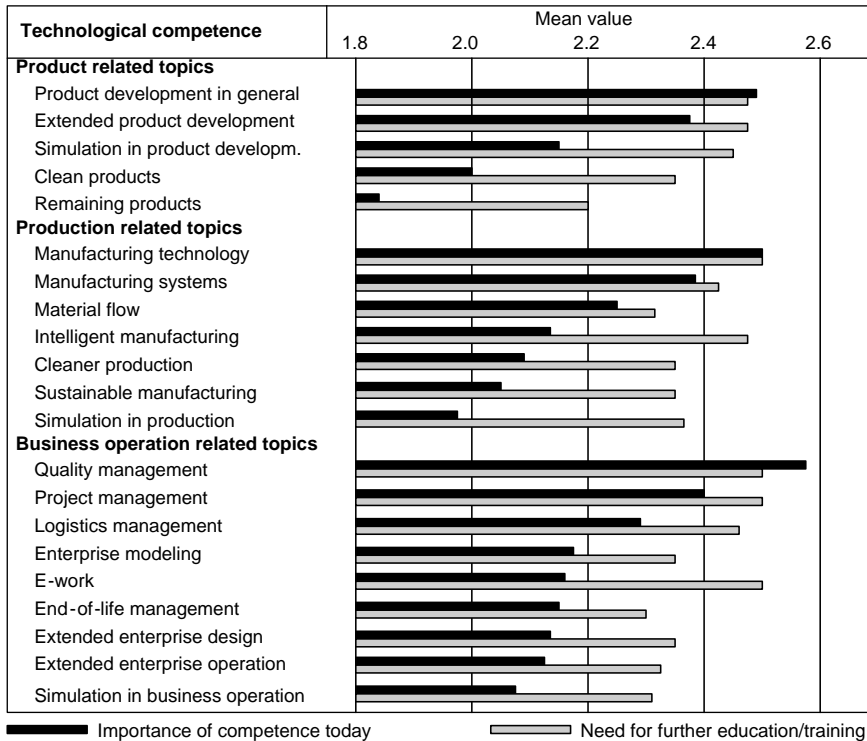 Technological competence
Mean value
1.8 2.0 2.2 2.4 2.6
Product related topics
Product development in general
Extended product development
Simulation in product developm.
Clean products
Remaining products
Production related topics
Manufacturing technology
Manufacturing systems
Material flow
Intelligent manufacturing
Cleaner production
Sustainable manufacturing
Simulation in production
Business operation related topics
Quality management
Project management
Logistics management
Enterprise modeling
E-work
End-of-life management
Extended enterprise design
Extended enterprise operation
Simulation in business operation
Importance of competence today Need for further education/training